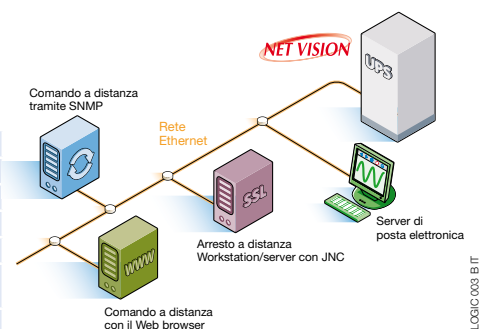 NET VISION
UPS
Comando a distanza
tramite SNMP
Rete
Ethernet
SSL
Server di
posta elettronica
Arresto a distanza
Workstation/server con JNC
WWW
Comando a distanza
con il Web browser
LOGIC 003 B IT